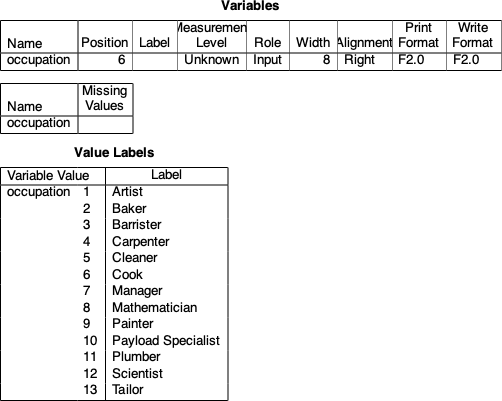 Variables
Name Position Label Measurement Level Role Width Alignment Print Format Write Format
occupation 6 Unknown Input 8 Right F2.0 F2.0
Name Missing Values
occupation
Value Labels
Variable Value Label
occupation 1 Artist
2 Baker
3 Barrister
4 Carpenter
5 Cleaner
6 Cook
7 Manager
8 Mathematician
9 Painter
10 Payload Specialist
11 Plumber
12 Scientist
13 Tailor